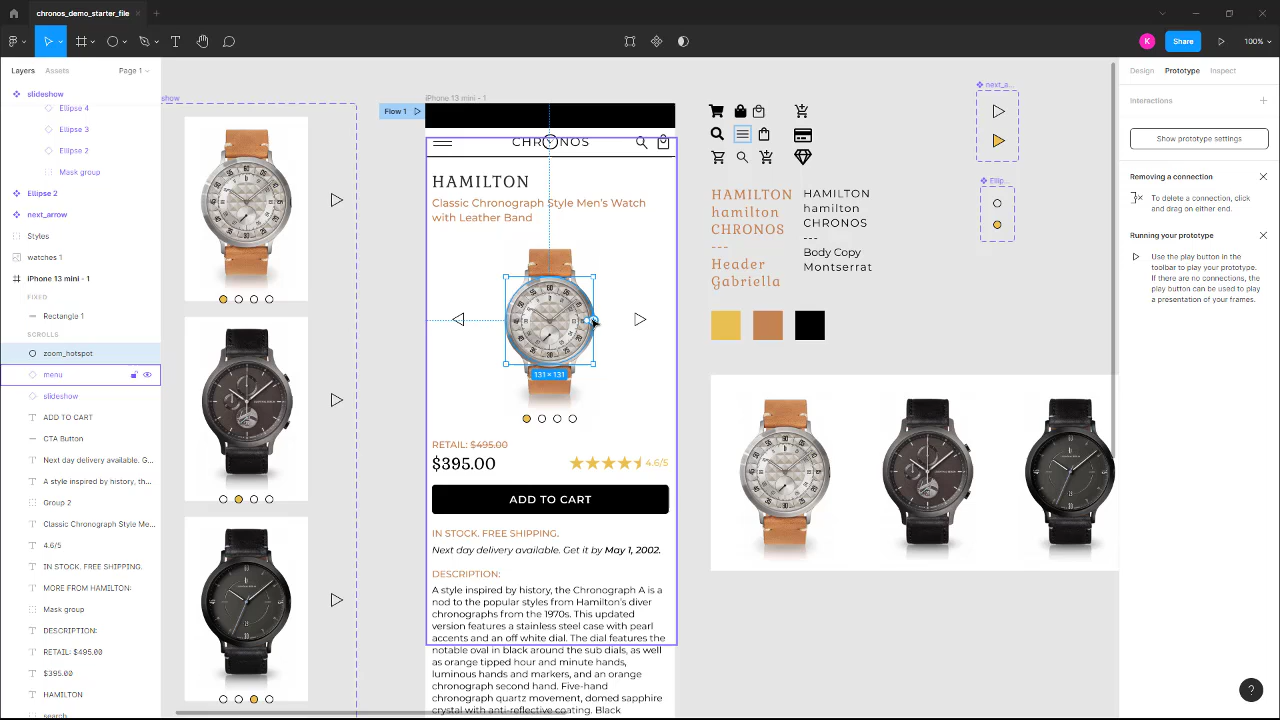 chronos_demo_starter_file
K
Share
100%
Layers
Assets
Page 1
slideshow
Ellipse 4
Ellipse 3
Ellipse 2
Mask group
Ellipse 2
next_arrow
Styles
watches 1
iPhone 13 mini - 1
FIXED
Rectangle 1
SCROLLS
zoom_hotspot
menu
slideshow
ADD TO CART
CTA Button
Next day delivery available. G...
A style inspired by history, th...
Group 2
Classic Chronograph Style Me...
4.6/5
IN STOCK. FREE SHIPPING.
MORE FROM HAMILTON:
Mask group
DESCRIPTION:
RETAIL: $495.00
$395.00
HAMILTON
search
show
Flow 1
iPhone 13 mini - 1
CHRONOS
HAMILTON
Classic Chronograph Style Men's Watch
with Leather Band
131 × 131
RETAIL: $495.00
$395.00
4.6/5
ADD TO CART
IN STOCK. FREE SHIPPING.
Next day delivery available. Get it by May 1, 2002.
DESCRIPTION:
A style inspired by history, the Chronograph A is a
nod to the popular styles from Hamilton's diver
chronographs from the 1970s. This updated
version features a stainless steel case with pearl
accents and an off white dial. The dial features the
notable oval in black around the sub dials, as well
as orange tipped hour and minute hands,
luminous hands and markers, and an orange
chronograph second hand. Five-hand
chronograph quartz movement, domed sapphire
crystal with anti-reflective coating. Black
HAMILTON
hamilton
CHRONOS
---
Header
Gabriella
HAMILTON
hamilton
CHRONOS
---
Body Copy
Montserrat
next_a...
Ellip...
Design
Prototype
Inspect
Interactions
Show prototype settings
Removing a connection
To delete a connection, click
and drag on either end.
Running your prototype
Use the play button in the
toolbar to play your prototype.
If there are no connections, the
play button can be used to play
a presentation of your frames.
?